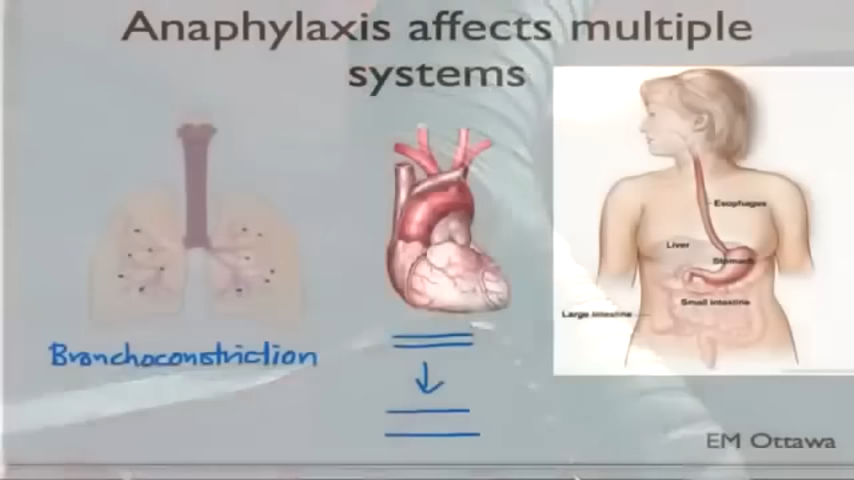 Anaphylaxis affects multiple
systems
Esophagus
Liver
Stomach
Small intestine
Large intestine
Bronchoconstriction
EM Ottawa